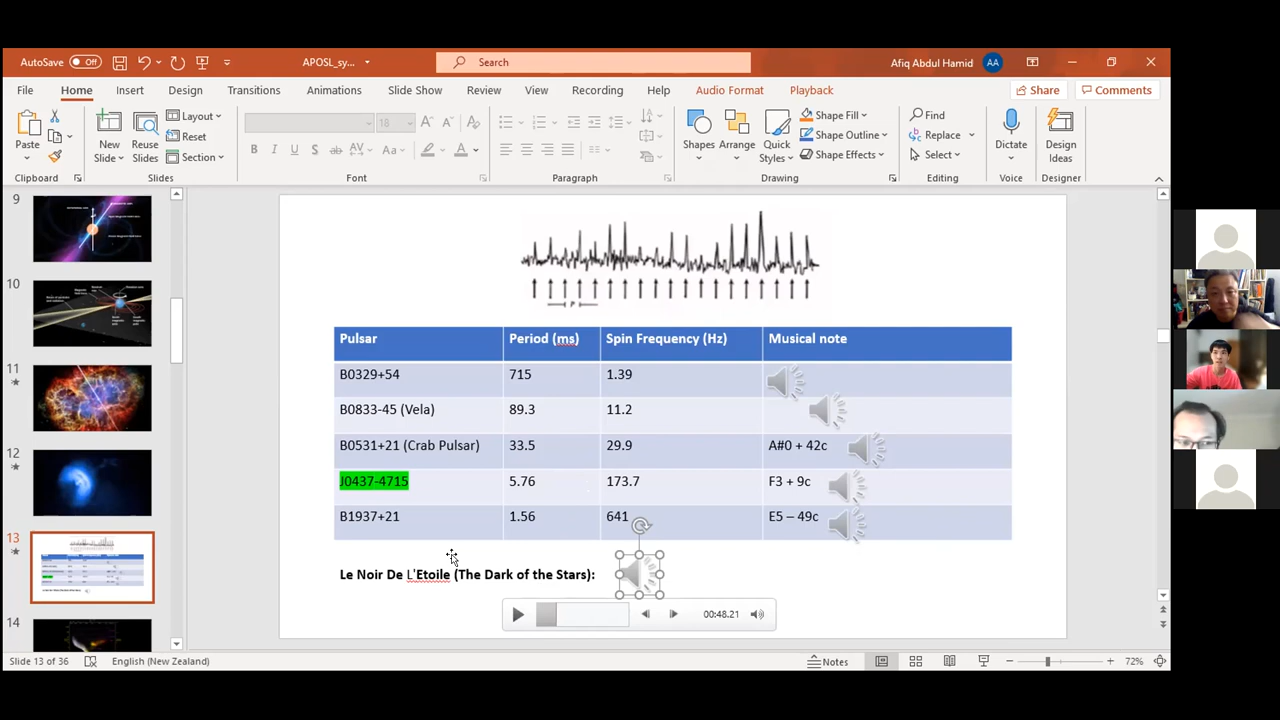 AutoSave Off APOSL_sy... Search Afiq Abdul Hamid AA
File Home Insert Design Transitions Animations Slide Show Review View Recording Help Audio Format Playback Share Comments
Paste New Slide Reuse Slides Layout Reset Section 18 B I U S ab AV Aa A Shapes Arrange Quick Styles Shape Fill Shape Outline Shape Effects Find Replace Select Dictate Design Ideas
Clipboard Slides Font Paragraph Drawing Editing Voice Designer
9
10
11
12
13
14
P
Pulsar Period (ms) Spin Frequency (Hz) Musical note
B0329+54 715 1.39
B0833-45 (Vela) 89.3 11.2
B0531+21 (Crab Pulsar) 33.5 29.9 A#0 + 42c
J0437-4715 5.76 173.7 F3 + 9c
B1937+21 1.56 641 E5 – 49c
Le Noir De L'Etoile (The Dark of the Stars):
00:48.21
Slide 13 of 36 English (New Zealand) Notes 72%